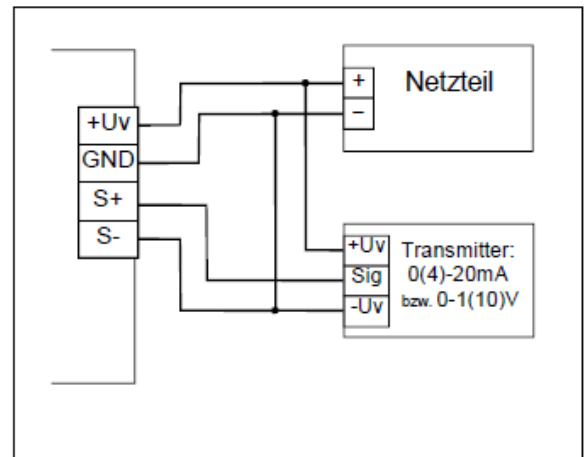 +Uv
GND
S+
S-
+
–
Netzteil
+Uv
Sig
-Uv
Transmitter:
0(4)-20mA
bzw. 0-1(10)V